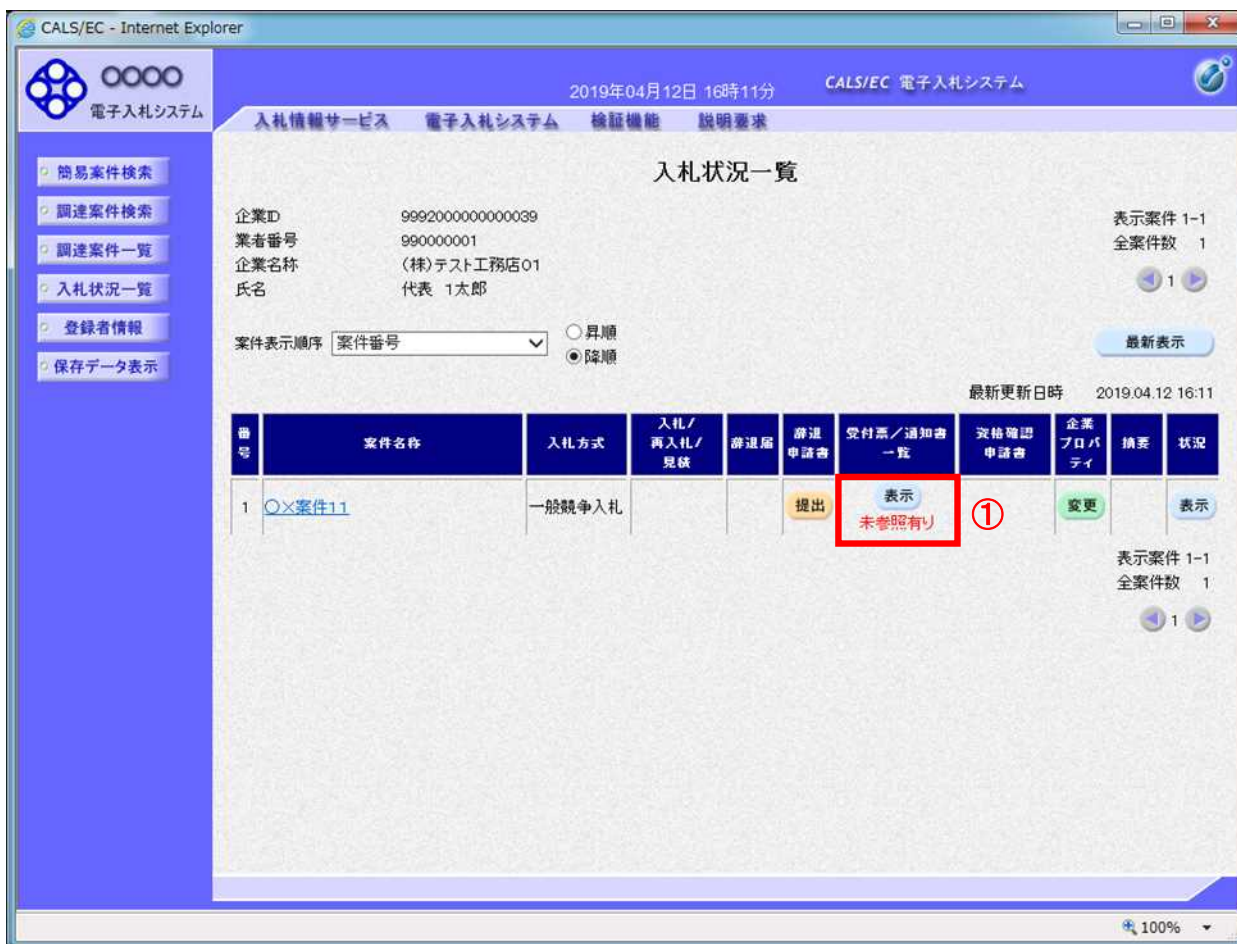 CALS/EC - Internet Explorer
○○○○
電子入札システム
2019年04月12日 16時11分
CALS/EC 電子入札システム
入札情報サービス 電子入札システム 検証機能 説明要求
簡易案件検索
調達案件検索
調達案件一覧
入札状況一覧
登録者情報
保存データ表示
入札状況一覧
企業ID 9992000000000039
業者番号 990000001
企業名称 (株)テスト工務店01
氏名 代表 1太郎
表示案件 1-1
全案件数 1
1
案件表示順序 案件番号
昇順
降順
最新表示
最新更新日時 2019.04.12 16:11
番号 案件名称 入札方式 入札/再入札/見積 辞退届 辞退申請書 受付票/通知書一覧 資格確認申請書 企業プロパティ 摘要 状況
1 ○×案件11 一般競争入札 提出 表示 変更 表示
未参照有り
①
表示案件 1-1
全案件数 1
1
100%